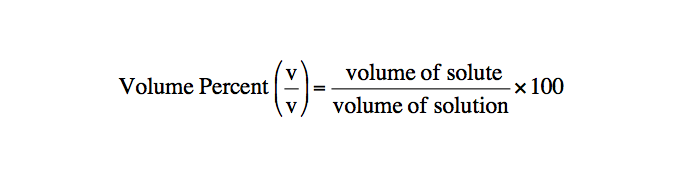 Volume Percent (v/v) = volume of solute / volume of solution × 100